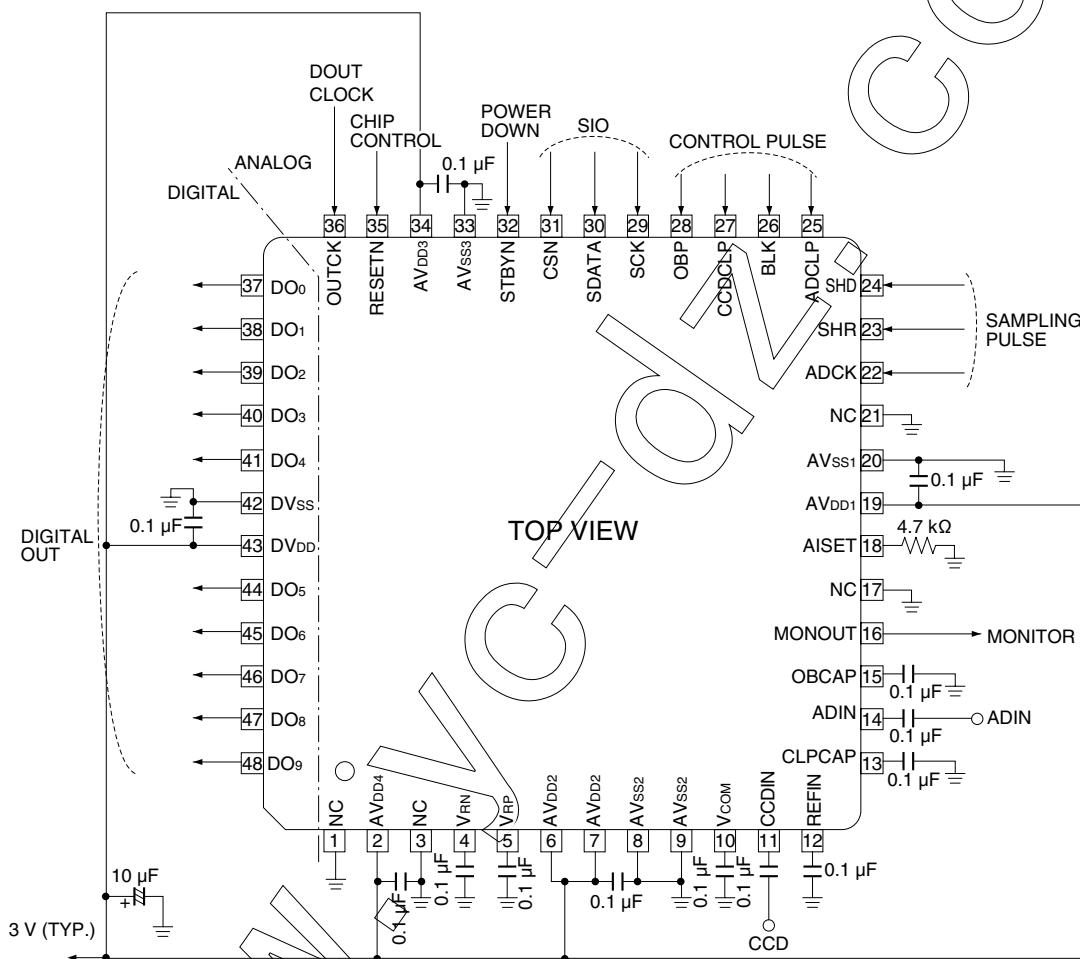 DOUT
CLOCK
CHIP
CONTROL
POWER
DOWN
SIO
CONTROL PULSE
ANALOG
DIGITAL
0.1 µF
36 35 34 33 32 31 30 29 28 27 26 25
OUTCK RESETN AVDD3 AVSS3 STBYN CSN SDATA SCK OBP CCDCLP BLK ADCLP
37 DO0
38 DO1
39 DO2
40 DO3
41 DO4
42 DVSS
0.1 µF
43 DVDD
44 DO5
45 DO6
46 DO7
47 DO8
48 DO9
DIGITAL
OUT
TOP VIEW
SHD 24
SHR 23
ADCK 22
SAMPLING
PULSE
NC 21
AVSS1 20
0.1 µF
AVDD1 19
4.7 kΩ
AISET 18
NC 17
MONOUT 16 MONITOR
OBCAP 15
0.1 µF
ADIN 14 ADIN
0.1 µF
CLPCAP 13
0.1 µF
NC AVDD4 NC VRN VRP AVDD2 AVDD2 AVSS2 AVSS2 VCOM CCDIN REFIN
1 2 3 4 5 6 7 8 9 10 11 12
0.1 µF 0.1 µF 0.1 µF 0.1 µF 0.1 µF 0.1 µF 0.1 µF
10 µF
+
3 V (TYP.)
CCD